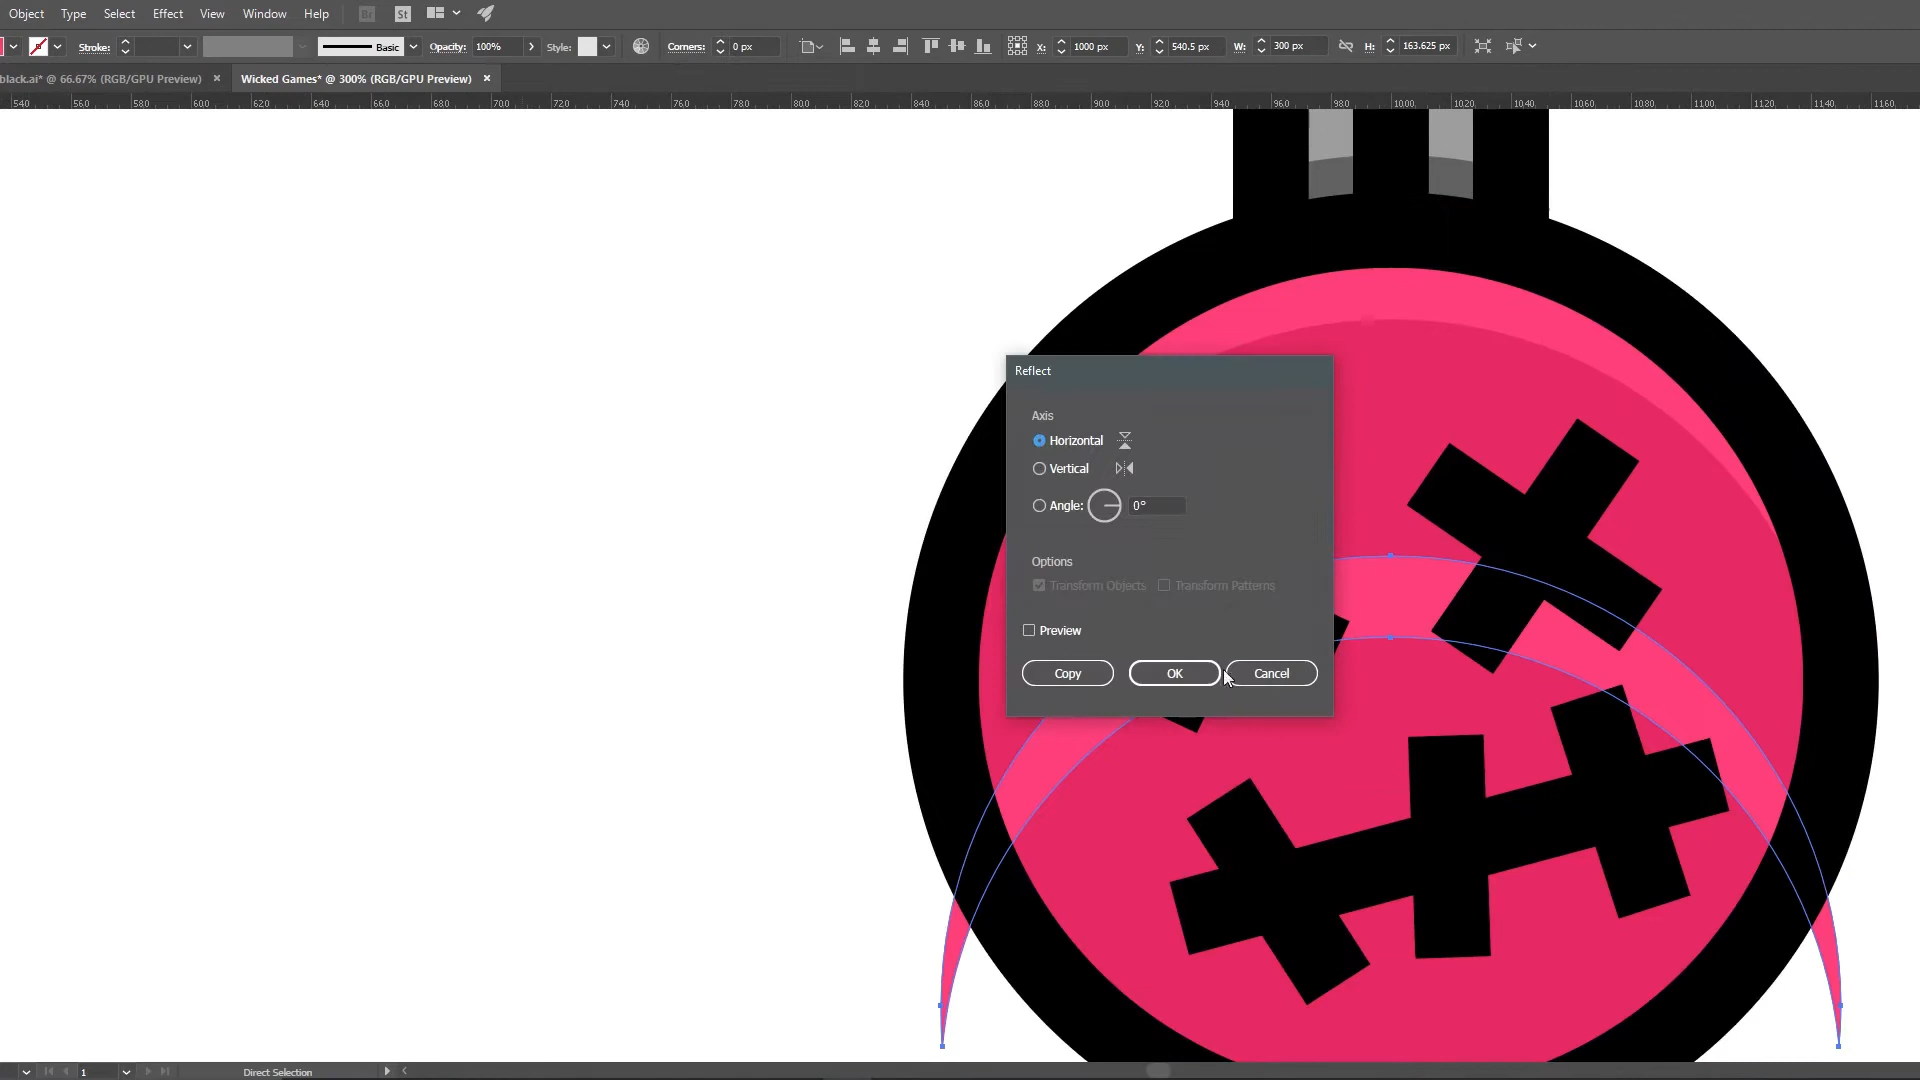 Object Type Select Effect View Window Help Br St
Stroke: Basic Opacity: 100% Style: Corners: 0 px X: 1000 px Y: 540.5 px W: 300 px H: 163.625 px
black.ai* @ 66.67% (RGB/GPU Preview) × Wicked Games* @ 300% (RGB/GPU Preview) ×
540 560 580 600 620 640 660 680 700 720 740 760 780 800 820 840 860 880 900 920 940 960 980 1000 1020 1040 1060 1080 1100 1120 1140 1160
Reflect
Axis
Horizontal
Vertical
Angle: 0°
Options
Transform Objects Transform Patterns
Preview
Copy OK Cancel
1 Direct Selection